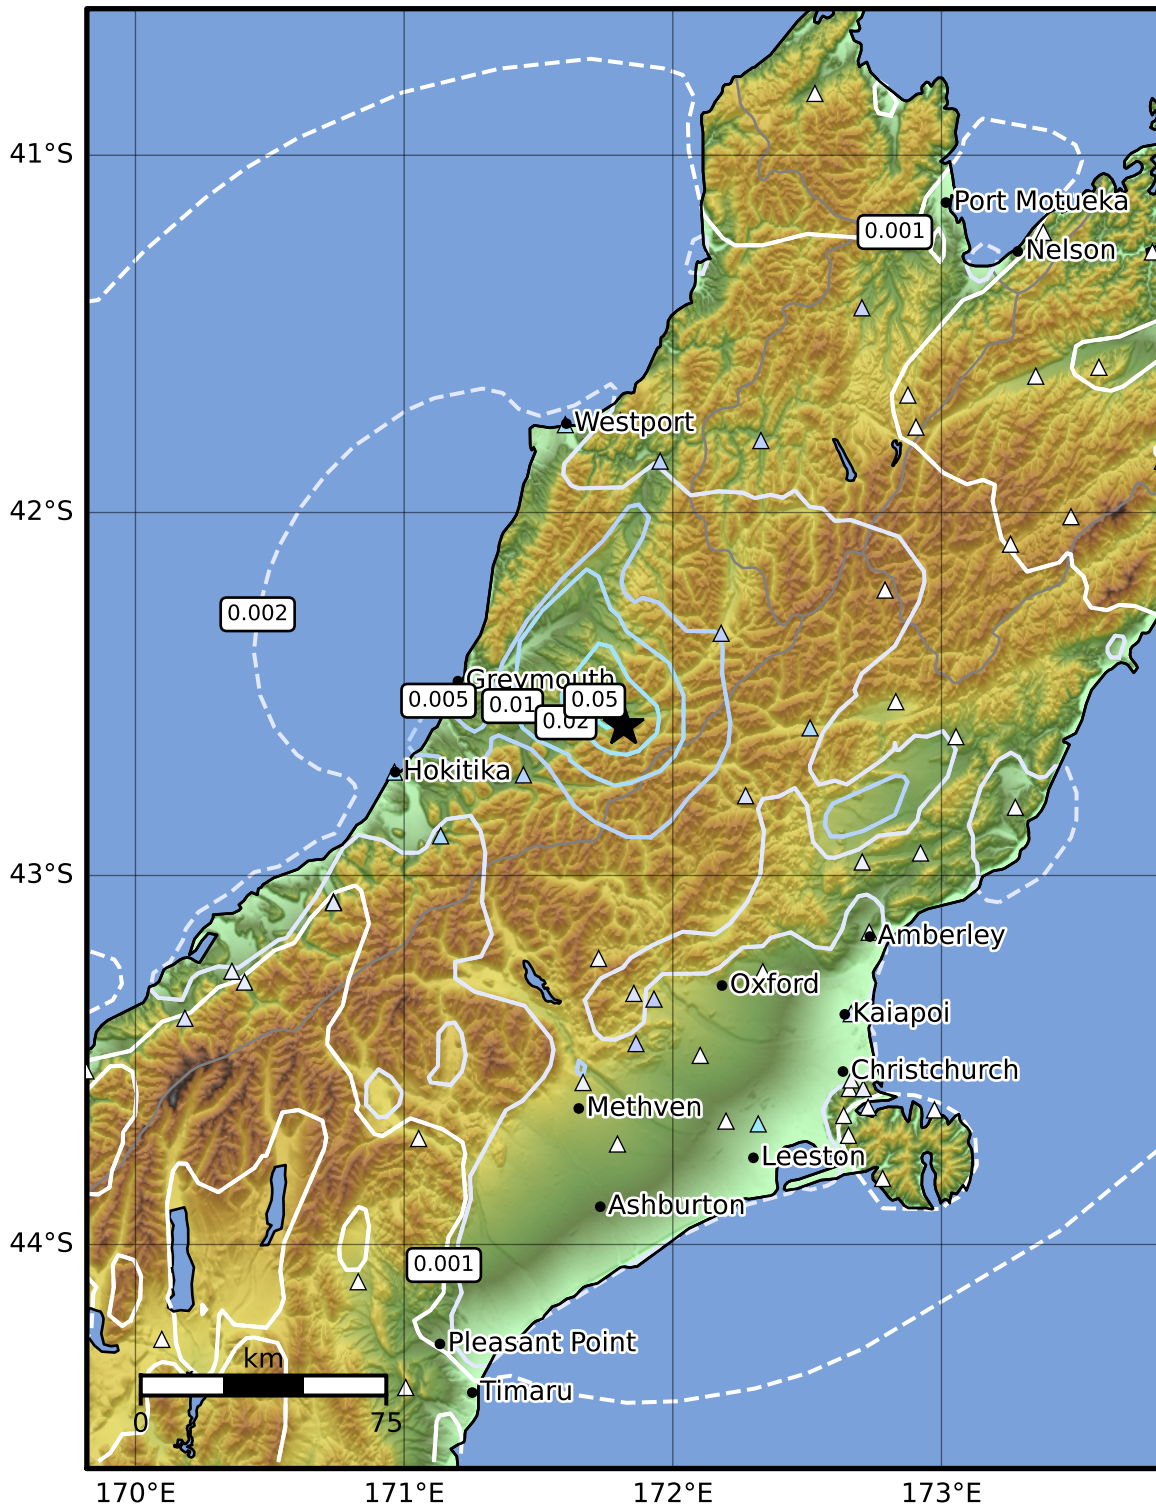 41°S
Port Motueka
0.001
Nelson
Westport
42°S
0.002
Greymouth
0.005
0.01
0.05
0.02
Hokitika
43°S
Amberley
Oxford
Kaiapoi
Christchurch
Methven
Leeston
Ashburton
44°S
0.001
Pleasant Point
km
Timaru
0
75
170°E
171°E
172°E
173°E